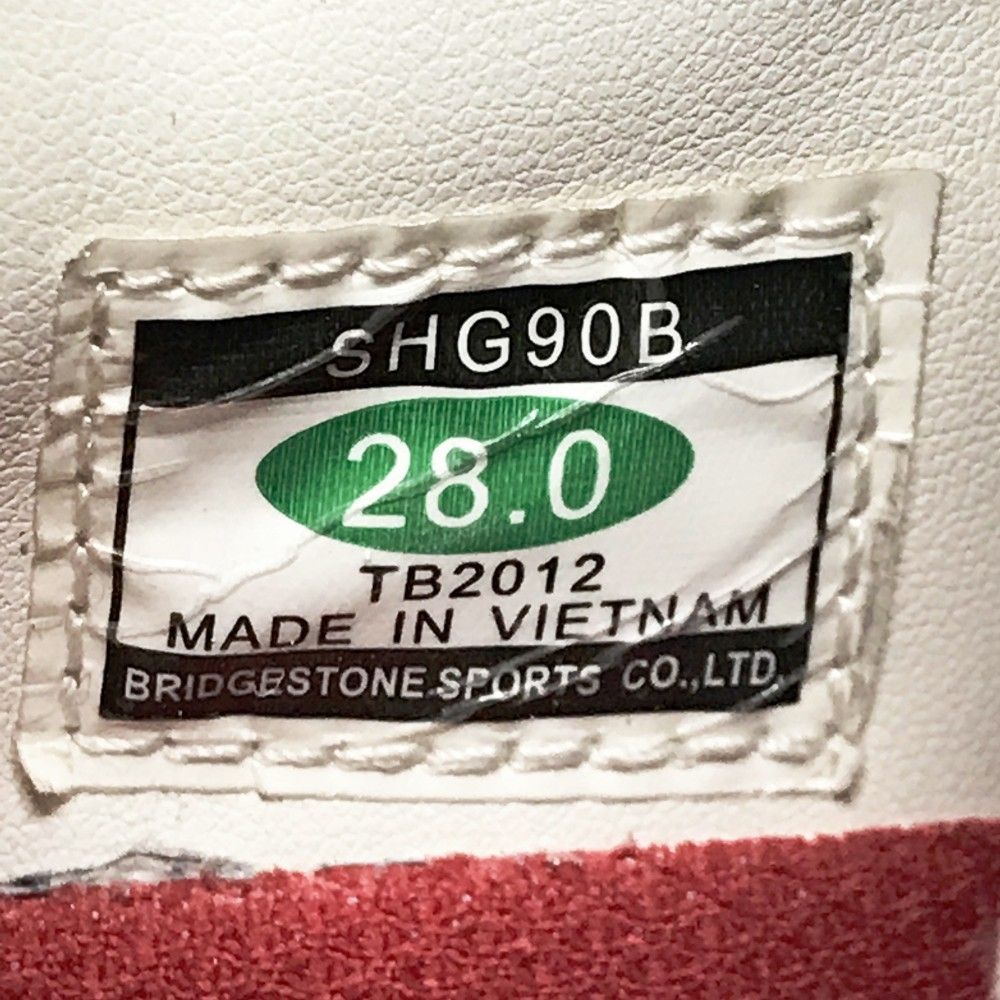 SHG90B
28.0
TB2012
MADE IN VIETNAM
BRIDGESTONE SPORTS CO.,LTD.